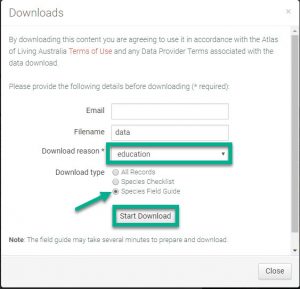 Downloads
By downloading this content you are agreeing to use it in accordance with the Atlas
of Living Australia Terms of Use and any Data Provider Terms associated with the
data download.
Please provide the following details before downloading (* required):
Email
Filename data
Download reason * education
Download type All Records
Species Checklist
Species Field Guide
Start Download
Note: The field guide may take several minutes to prepare and download.
Close